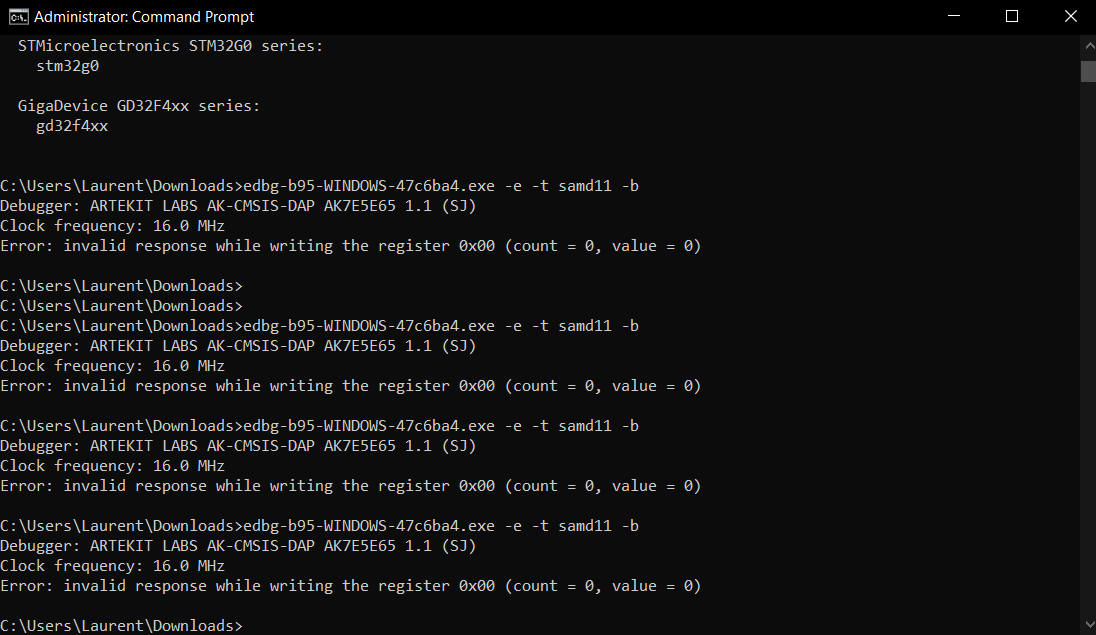 Administrator: Command Prompt
STMicroelectronics STM32G0 series:
stm32g0
GigaDevice GD32F4xx series:
gd32f4xx
C:\Users\Laurent\Downloads>edbg-b95-WINDOWS-47c6ba4.exe -e -t samd11 -b
Debugger: ARTEKIT LABS AK-CMSIS-DAP AK7E5E65 1.1 (SJ)
Clock frequency: 16.0 MHz
Error: invalid response while writing the register 0x00 (count = 0, value = 0)
C:\Users\Laurent\Downloads>
C:\Users\Laurent\Downloads>
C:\Users\Laurent\Downloads>edbg-b95-WINDOWS-47c6ba4.exe -e -t samd11 -b
Debugger: ARTEKIT LABS AK-CMSIS-DAP AK7E5E65 1.1 (SJ)
Clock frequency: 16.0 MHz
Error: invalid response while writing the register 0x00 (count = 0, value = 0)
C:\Users\Laurent\Downloads>edbg-b95-WINDOWS-47c6ba4.exe -e -t samd11 -b
Debugger: ARTEKIT LABS AK-CMSIS-DAP AK7E5E65 1.1 (SJ)
Clock frequency: 16.0 MHz
Error: invalid response while writing the register 0x00 (count = 0, value = 0)
C:\Users\Laurent\Downloads>edbg-b95-WINDOWS-47c6ba4.exe -e -t samd11 -b
Debugger: ARTEKIT LABS AK-CMSIS-DAP AK7E5E65 1.1 (SJ)
Clock frequency: 16.0 MHz
Error: invalid response while writing the register 0x00 (count = 0, value = 0)
C:\Users\Laurent\Downloads>